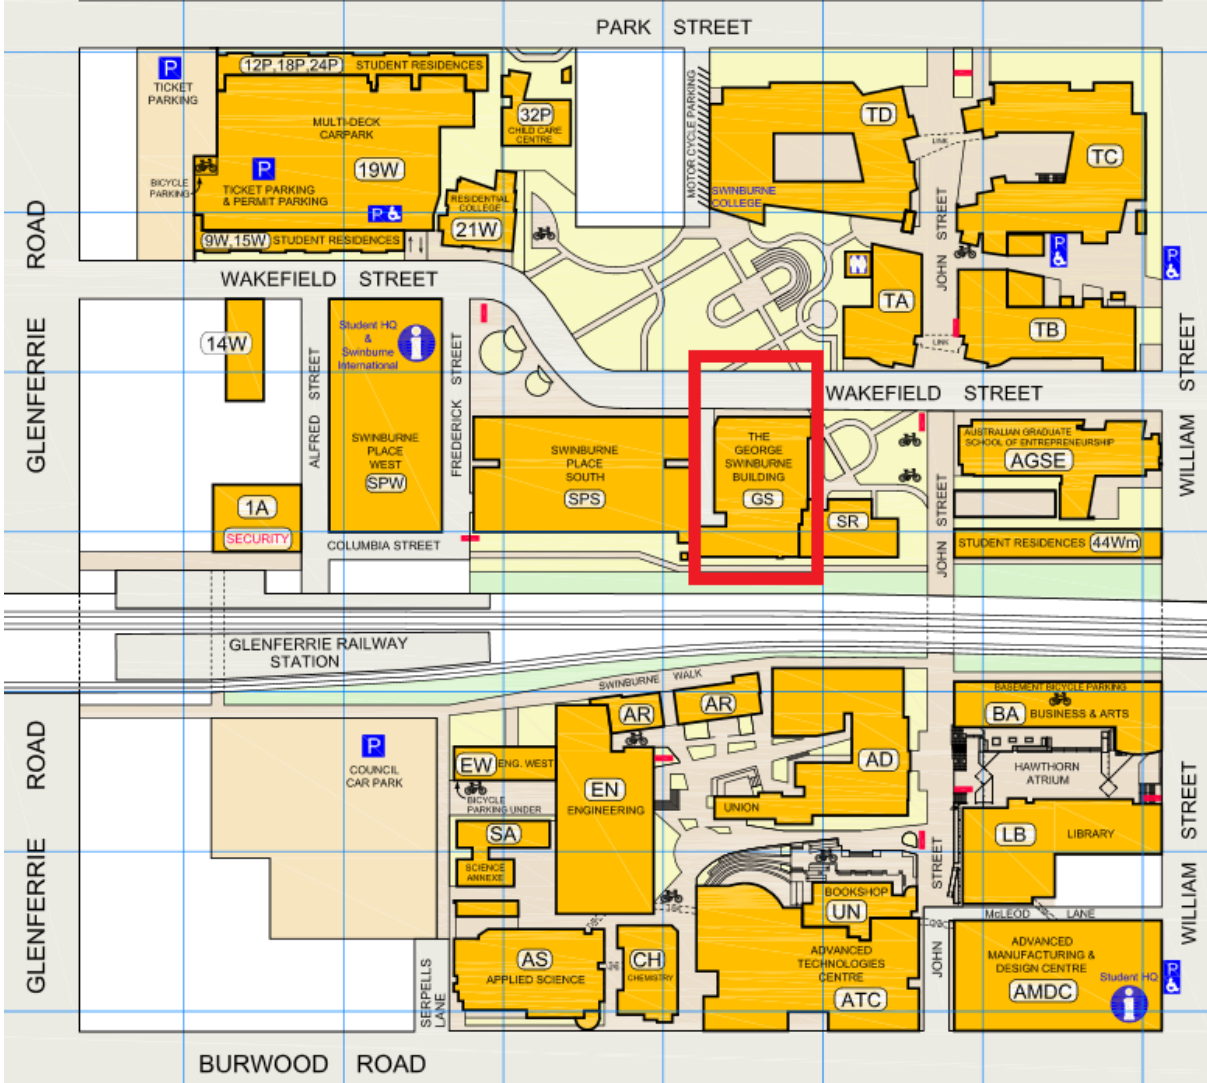 PARK STREET
P
TICKET
PARKING
12P,18P,24P STUDENT RESIDENCES
MULTI-DECK
CARPARK
19W
BICYCLE
PARKING
P
TICKET PARKING
& PERMIT PARKING
P
9W,15W STUDENT RESIDENCES
32P
CHILD CARE
CENTRE
RESIDENTIAL
COLLEGE
21W
MOTOR CYCLE PARKING
TD
SWINBURNE
COLLEGE
LINK
TC
JOHN STREET
P
P
TA
TB
LINK
GLENFERRIE ROAD
WAKEFIELD STREET
14W
ALFRED STREET
Student HQ
&
Swinburne
International
i
SWINBURNE
PLACE
WEST
SPW
FREDERICK STREET
1A
SECURITY
COLUMBIA STREET
SWINBURNE
PLACE
SOUTH
SPS
THE
GEORGE
SWINBURNE
BUILDING
GS
SR
WAKEFIELD STREET
WILLIAM STREET
AUSTRALIAN GRADUATE
SCHOOL OF ENTREPRENEURSHIP
AGSE
JOHN STREET
STUDENT RESIDENCES 44Wm
GLENFERRIE RAILWAY
STATION
SWINBURNE WALK
GLENFERRIE ROAD
P
COUNCIL
CAR PARK
AR
AR
EW ENG. WEST
BICYCLE
PARKING UNDER
EN
ENGINEERING
SA
SCIENCE
ANNEXE
AD
UNION
BASEMENT BICYCLE PARKING
BA BUSINESS & ARTS
HAWTHORN
ATRIUM
LB LIBRARY
JOHN STREET
WILLIAM STREET
McLEOD LANE
BOOKSHOP
UN
ADVANCED
TECHNOLOGIES
CENTRE
ATC
AS
APPLIED SCIENCE
CH
CHEMISTRY
SERPELLS
LANE
ADVANCED
MANUFACTURING &
DESIGN CENTRE
AMDC
Student HQ
i
P
BURWOOD ROAD